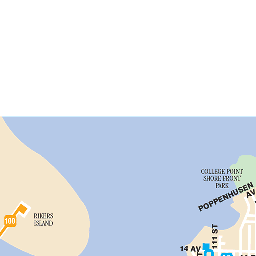 COLLEGE POINT
SHORE FRONT
PARK
POPPENHUSEN
AV
100
RIKERS
ISLAND
111 ST
14 AV